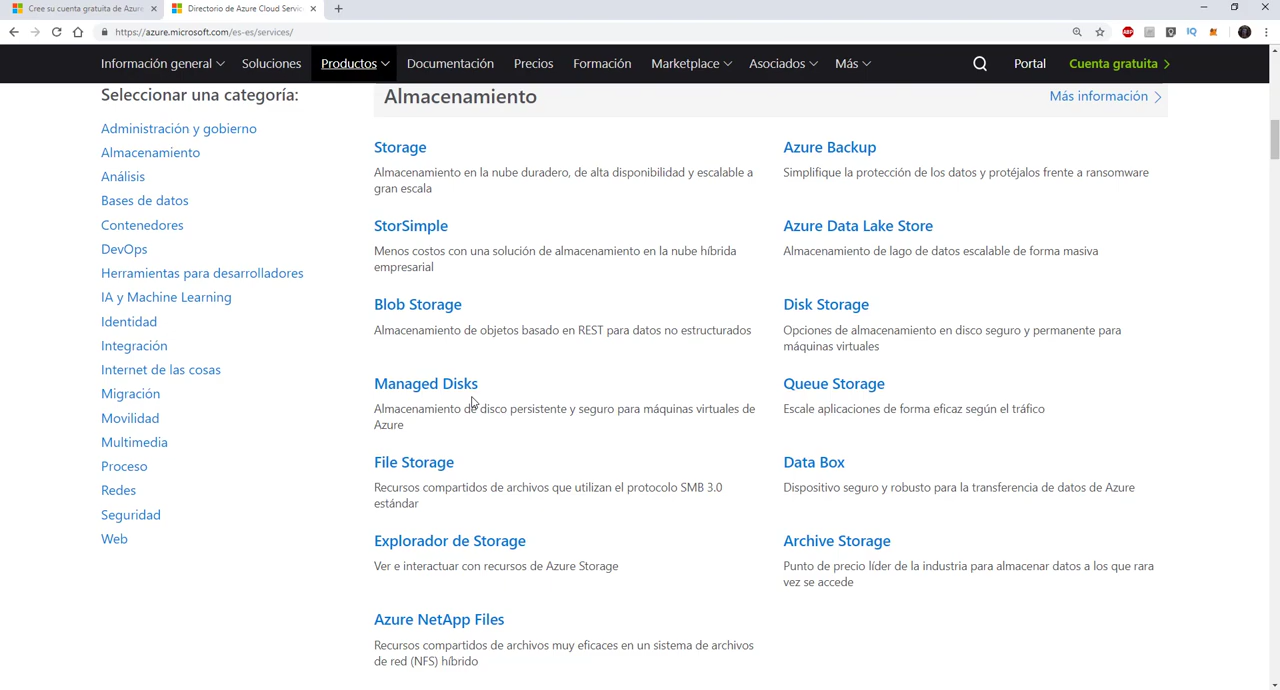 Cree su cuenta gratuita de Azure
Directorio de Azure Cloud Servic
https://azure.microsoft.com/es-es/services/
ABP
IQ
Información general
Soluciones
Productos
Documentación
Precios
Formación
Marketplace
Asociados
Más
Portal
Cuenta gratuita
Seleccionar una categoría:
Administración y gobierno
Almacenamiento
Análisis
Bases de datos
Contenedores
DevOps
Herramientas para desarrolladores
IA y Machine Learning
Identidad
Integración
Internet de las cosas
Migración
Movilidad
Multimedia
Proceso
Redes
Seguridad
Web
Almacenamiento
Más información
Storage
Almacenamiento en la nube duradero, de alta disponibilidad y escalable a
gran escala
Azure Backup
Simplifique la protección de los datos y protéjalos frente a ransomware
StorSimple
Menos costos con una solución de almacenamiento en la nube híbrida
empresarial
Azure Data Lake Store
Almacenamiento de lago de datos escalable de forma masiva
Blob Storage
Almacenamiento de objetos basado en REST para datos no estructurados
Disk Storage
Opciones de almacenamiento en disco seguro y permanente para
máquinas virtuales
Managed Disks
Almacenamiento de disco persistente y seguro para máquinas virtuales de
Azure
Queue Storage
Escale aplicaciones de forma eficaz según el tráfico
File Storage
Recursos compartidos de archivos que utilizan el protocolo SMB 3.0
estándar
Data Box
Dispositivo seguro y robusto para la transferencia de datos de Azure
Explorador de Storage
Ver e interactuar con recursos de Azure Storage
Archive Storage
Punto de precio líder de la industria para almacenar datos a los que rara
vez se accede
Azure NetApp Files
Recursos compartidos de archivos muy eficaces en un sistema de archivos
de red (NFS) híbrido